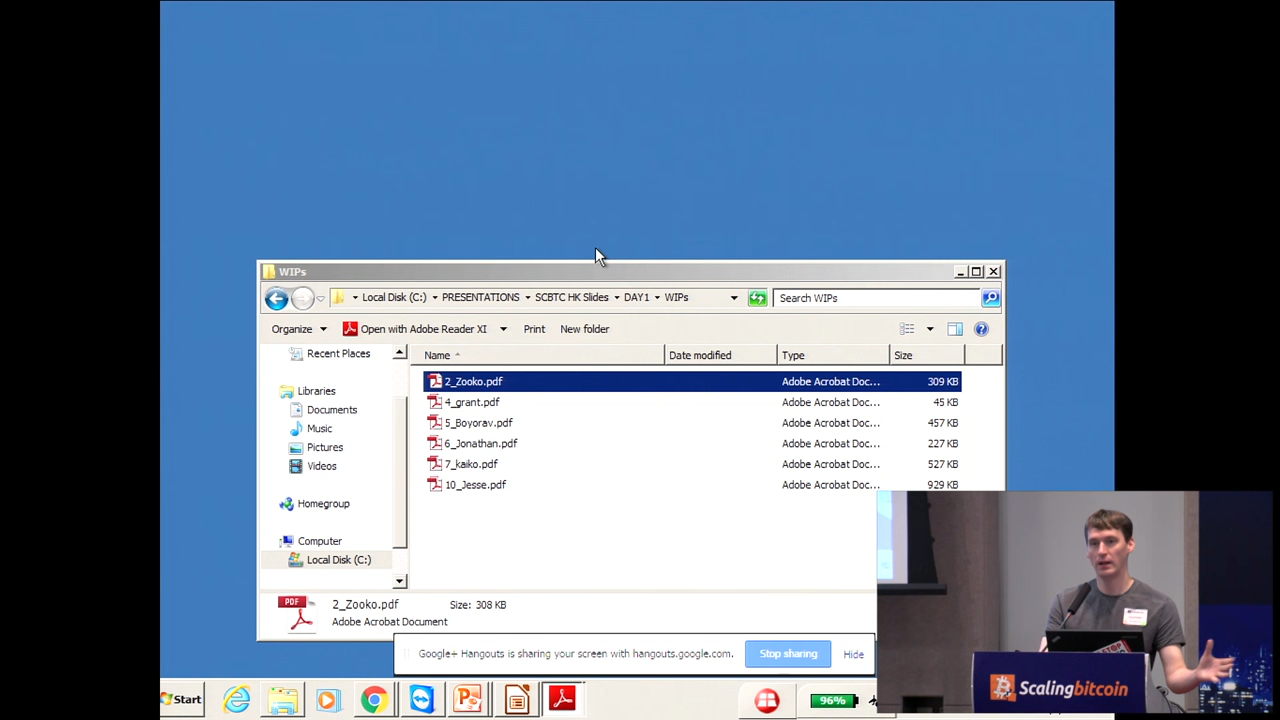 WIPs
Local Disk (C:) PRESENTATIONS SCBTC HK Slides DAY1 WIPs
Search WIPs
Organize Open with Adobe Reader XI Print New folder
Name Date modified Type Size
Recent Places
Libraries
Documents
Music
Pictures
Videos
Homegroup
Computer
Local Disk (C:)
2_Zooko.pdf Adobe Acrobat Doc... 309 KB
4_grant.pdf Adobe Acrobat Doc... 45 KB
5_Boyorav.pdf Adobe Acrobat Doc... 457 KB
6_Jonathan.pdf Adobe Acrobat Doc... 227 KB
7_kaiko.pdf Adobe Acrobat Doc... 527 KB
10_Jesse.pdf Adobe Acrobat Doc... 929 KB
PDF
2_Zooko.pdf Size: 308 KB
Adobe Acrobat Document
Google+ Hangouts is sharing your screen with hangouts.google.com. Stop sharing Hide
Start
96%
Scalingbitcoin